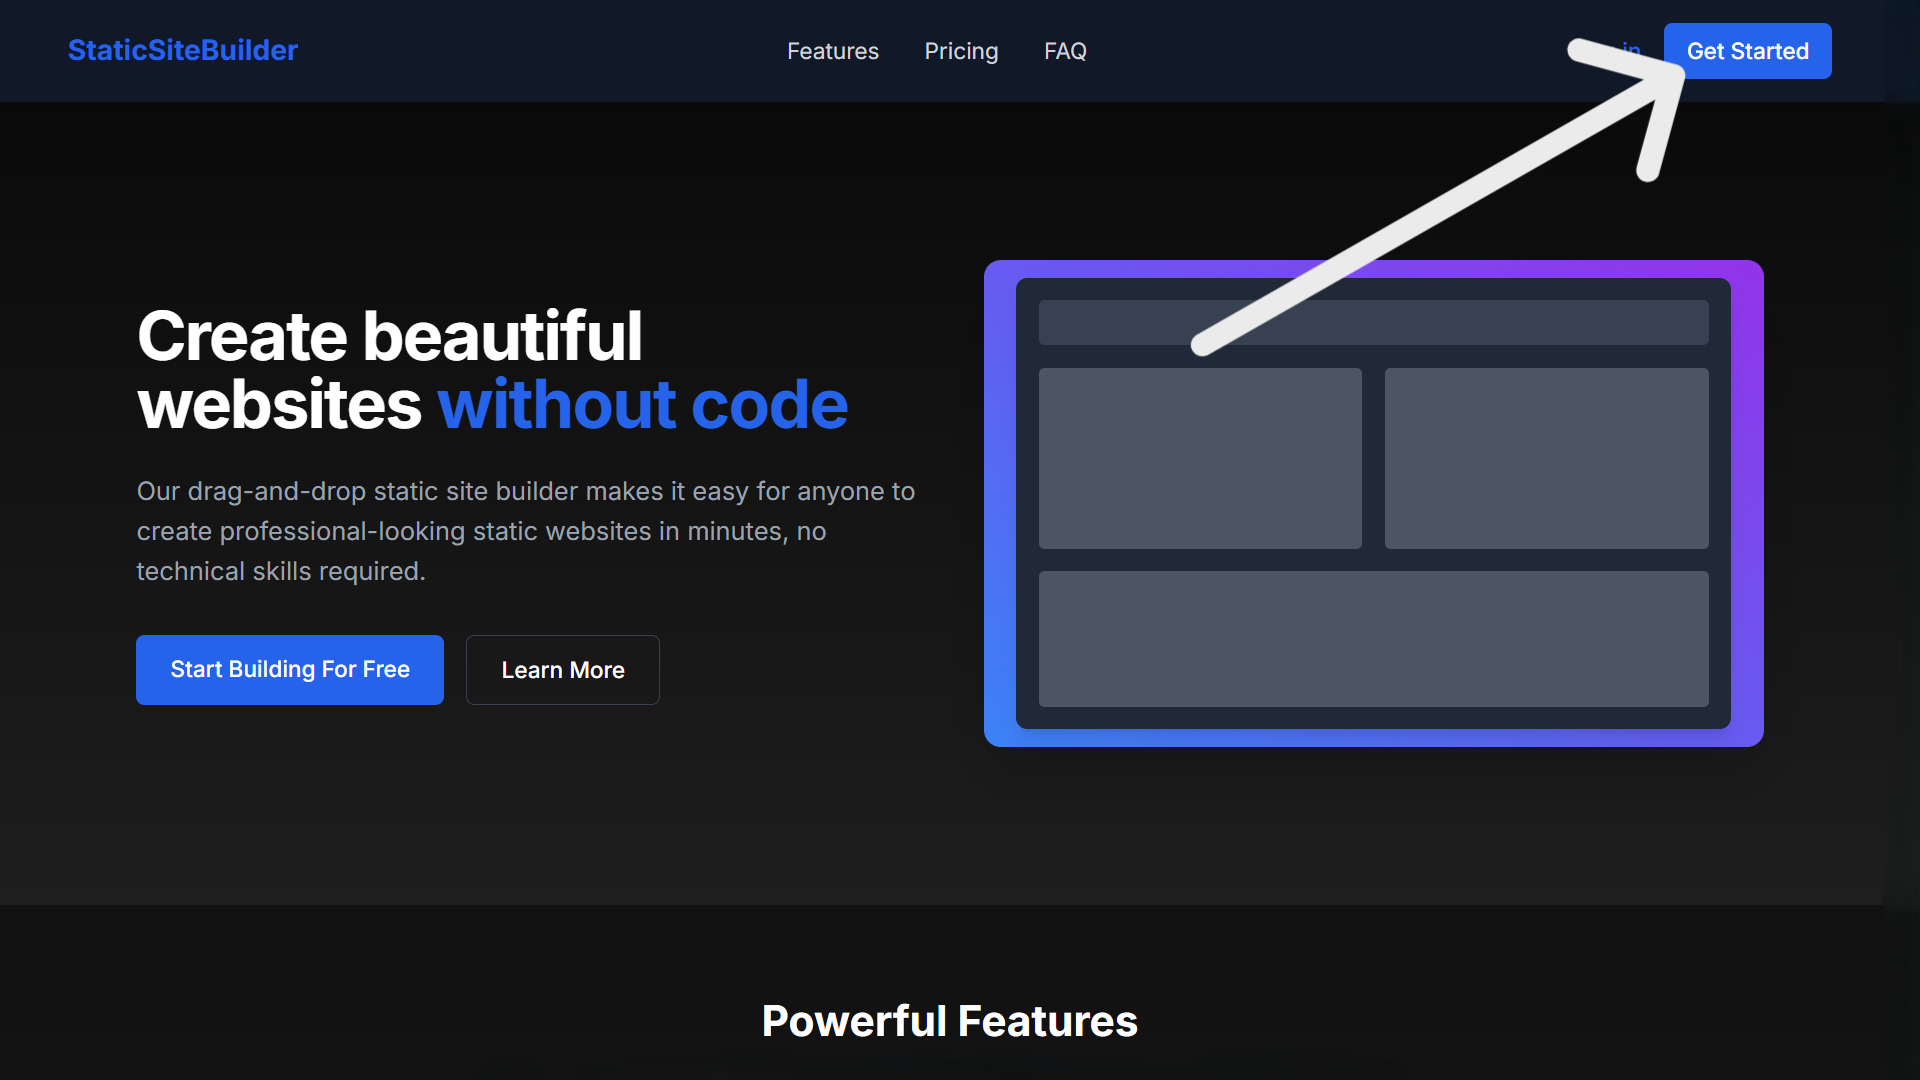 StaticSiteBuilder
Features
Pricing
FAQ
Get Started
Create beautiful
websites without code
Our drag-and-drop static site builder makes it easy for anyone to
create professional-looking static websites in minutes, no
technical skills required.
Start Building For Free
Learn More
Powerful Features